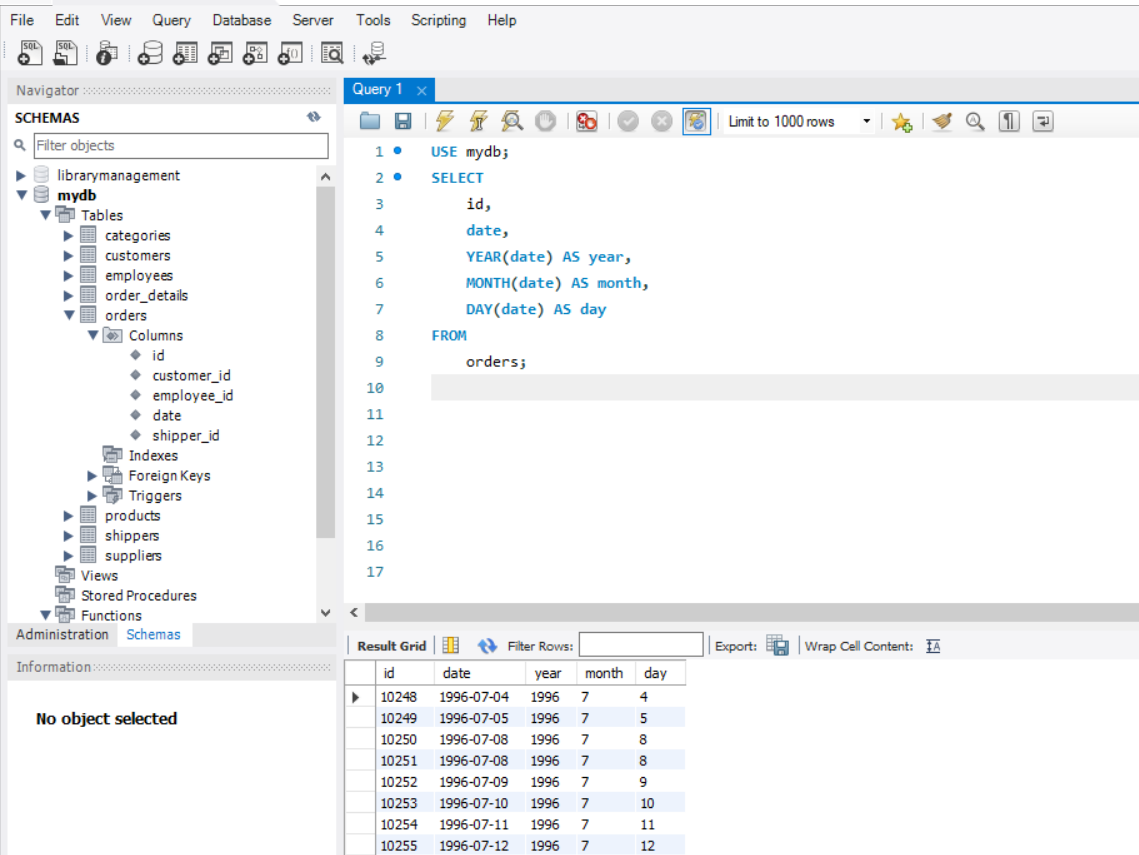 File Edit View Query Database Server Tools Scripting Help
SQL SQL
Navigator
SCHEMAS
Filter objects
librarymanagement
mydb
Tables
categories
customers
employees
order_details
orders
Columns
id
customer_id
employee_id
date
shipper_id
Indexes
Foreign Keys
Triggers
products
shippers
suppliers
Views
Stored Procedures
Functions
Administration Schemas
Information
No object selected
Query 1
Limit to 1000 rows
1 USE mydb;
2 SELECT
3 id,
4 date,
5 YEAR(date) AS year,
6 MONTH(date) AS month,
7 DAY(date) AS day
8 FROM
9 orders;
10
11
12
13
14
15
16
17
Result Grid Filter Rows: Export: Wrap Cell Content:
id date year month day
10248 1996-07-04 1996 7 4
10249 1996-07-05 1996 7 5
10250 1996-07-08 1996 7 8
10251 1996-07-08 1996 7 8
10252 1996-07-09 1996 7 9
10253 1996-07-10 1996 7 10
10254 1996-07-11 1996 7 11
10255 1996-07-12 1996 7 12